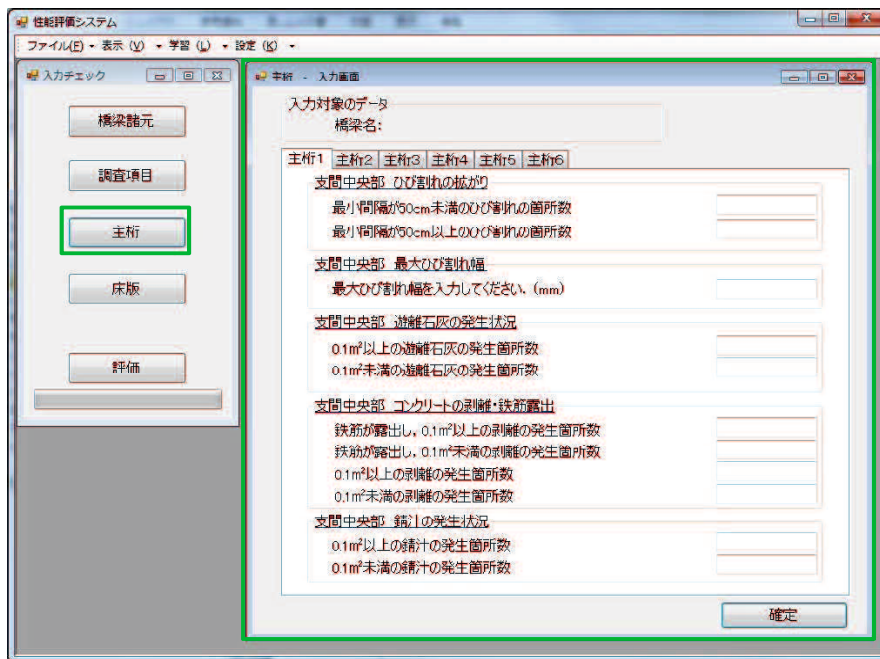 性能評価システム
ファイル(F) 表示 (V) 学習 (L) 設定 (K)
入力チェック
橋梁諸元
調査項目
主桁
床版
評価
主桁 - 入力画面
入力対象のデータ
橋梁名:
主桁1 主桁2 主桁3 主桁4 主桁5 主桁6
支間中央部 ひび割れの拡がり
最小間隔が50cm未満のひび割れの箇所数
最小間隔が50cm以上のひび割れの箇所数
支間中央部 最大ひび割れ幅
最大ひび割れ幅を入力してください. (mm)
支間中央部 遊離石灰の発生状況
0.1m²以上の遊離石灰の発生箇所数
0.1m²未満の遊離石灰の発生箇所数
支間中央部 コンクリートの剥離・鉄筋露出
鉄筋が露出し, 0.1m²以上の剥離の発生箇所数
鉄筋が露出し, 0.1m²未満の剥離の発生箇所数
0.1m²以上の剥離の発生箇所数
0.1m²未満の剥離の発生箇所数
支間中央部 錆汁の発生状況
0.1m²以上の錆汁の発生箇所数
0.1m²未満の錆汁の発生箇所数
確定